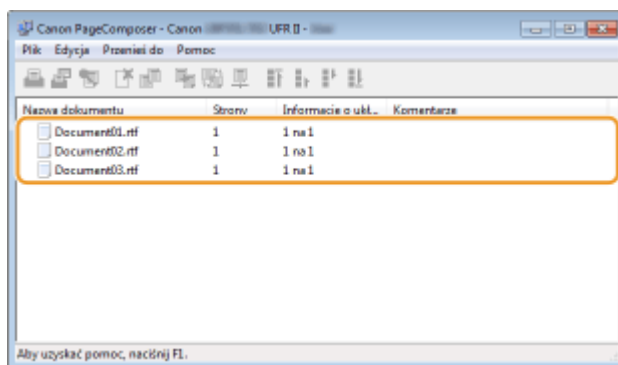 Canon PageComposer - Canon UFR II -
Plik Edycja Przenieś do Pomoc
Nazwa dokumentu Strony Informacje o ukł... Komentarze
Document01.rtf 1 1 na 1
Document02.rtf 1 1 na 1
Document03.rtf 1 1 na 1
Aby uzyskać pomoc, naciśnij F1.